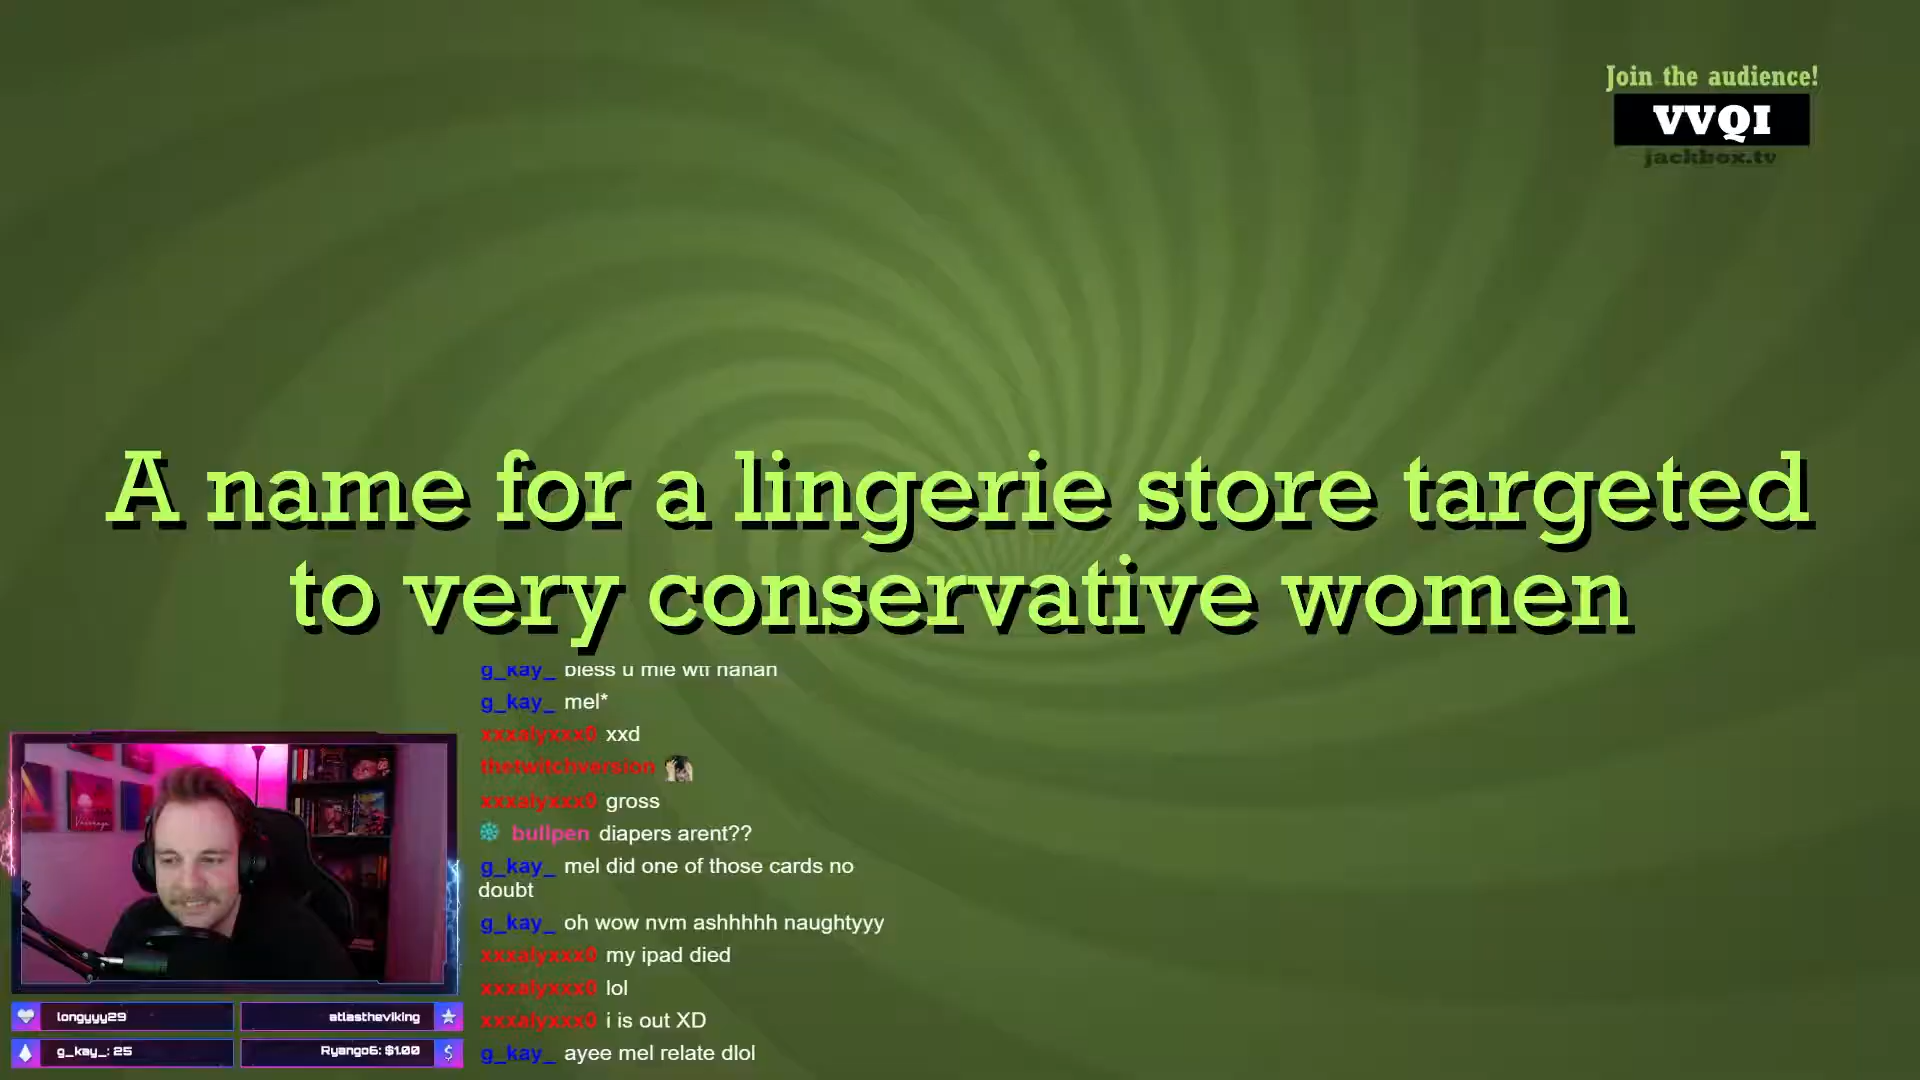 Join the audience!
VVQI
jackbox.tv
A name for a lingerie store targeted
to very conservative women
g_kay_ bless u mie wtf hahah
g_kay_ mel*
xxxalyxxx0 xxd
thetwitchversion
xxxalyxxx0 gross
bullpen diapers arent??
g_kay_ mel did one of those cards no
doubt
g_kay_ oh wow nvm ashhhhh naughtyyy
xxxalyxxx0 my ipad died
xxxalyxxx0 lol
xxxalyxxx0 i is out XD
g_kay_ ayee mel relate dlol
longyyy29
atlastheviking
g_kay_: 25
Ryango6: $1.00